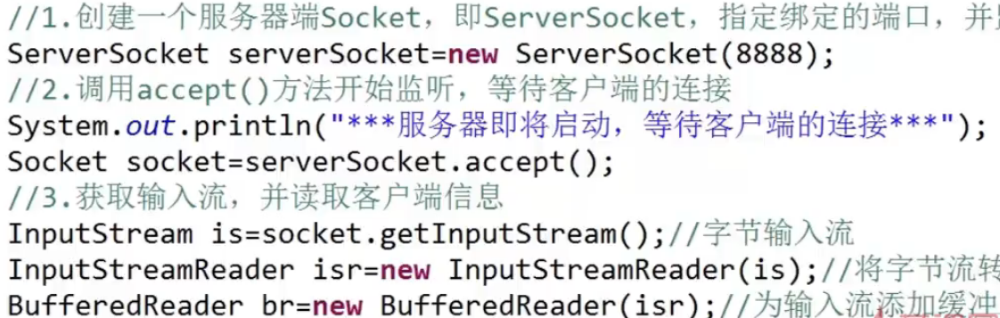 //1.创建一个服务器端Socket，即ServerSocket，指定绑定的端口，并
ServerSocket serverSocket=new ServerSocket(8888);
//2.调用accept()方法开始监听，等待客户端的连接
System.out.println("***服务器即将启动，等待客户端的连接***");
Socket socket=serverSocket.accept();
//3.获取输入流，并读取客户端信息
InputStream is=socket.getInputStream();//字节输入流
InputStreamReader isr=new InputStreamReader(is);//将字节流转
BufferedReader br=new BufferedReader(isr);//为输入流添加缓冲